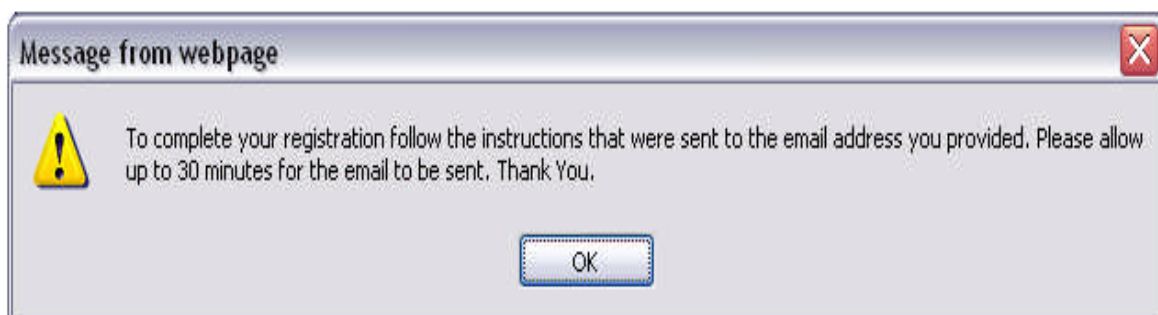 Message from webpage
To complete your registration follow the instructions that were sent to the email address you provided. Please allow
up to 30 minutes for the email to be sent. Thank You.
OK